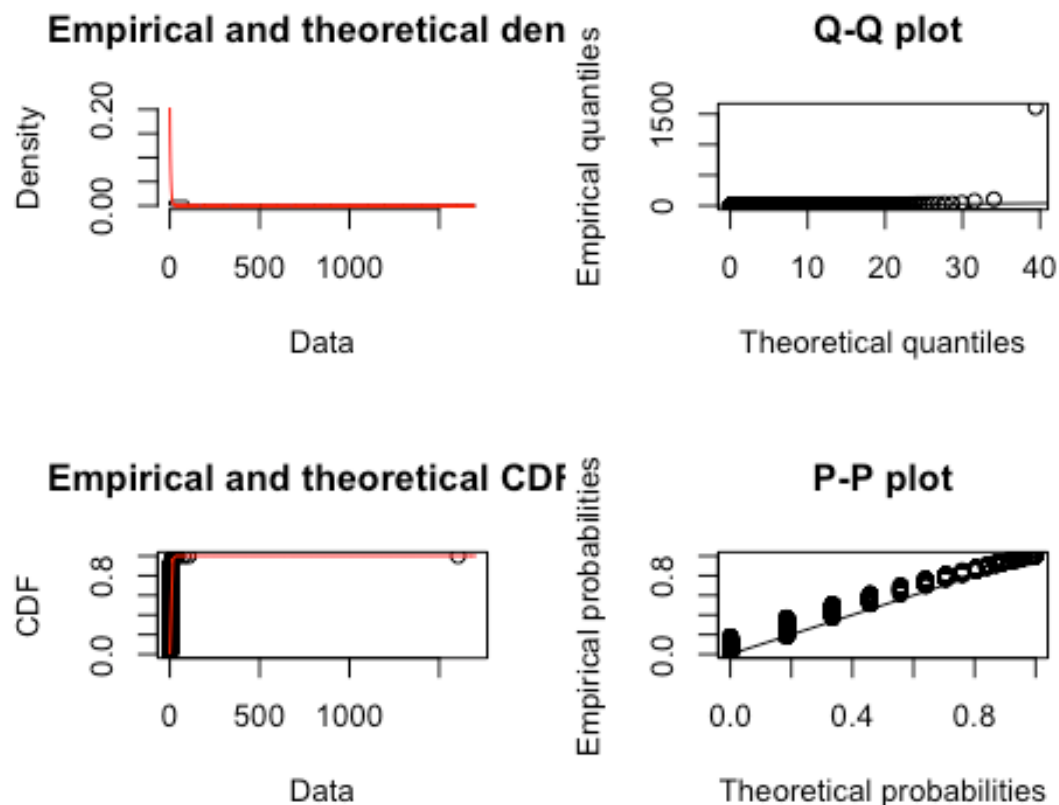 Empirical and theoretical den
Density
0.00 0.20
0 500 1000
Data
Q-Q plot
Empirical quantiles
0 1500
0 10 20 30 40
Theoretical quantiles
Empirical and theoretical CDF
CDF
0.0 0.8
0 500 1000
Data
P-P plot
Empirical probabilities
0.0 0.8
0.0 0.4 0.8
Theoretical probabilities